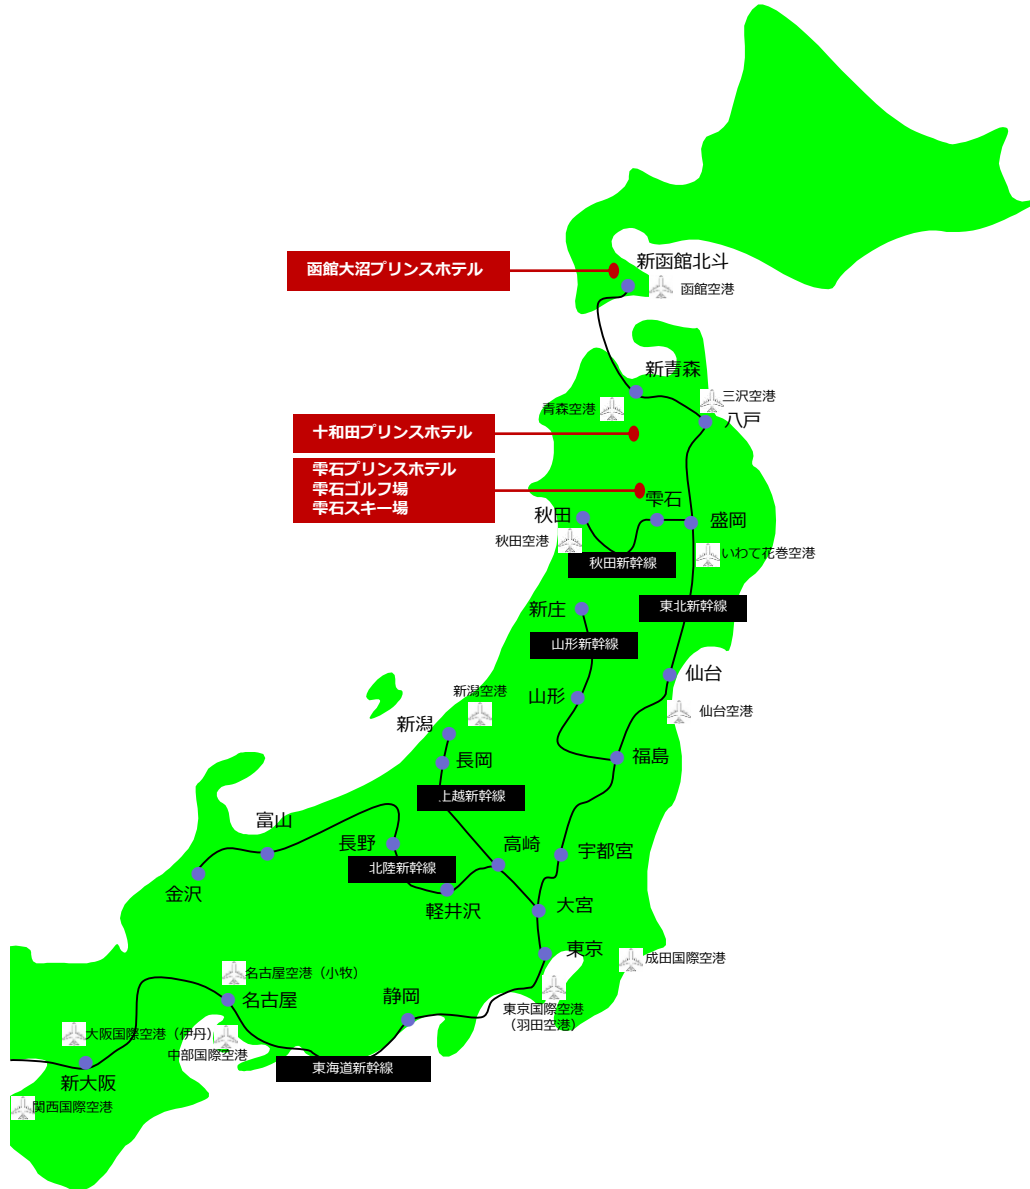 新函館北斗
函館大沼プリンスホテル
函館空港
新青森
三沢空港
青森空港
八戸
十和田プリンスホテル
雫石プリンスホテル
雫石ゴルフ場
雫石スキー場
雫石
秋田
盛岡
秋田空港
いわて花巻空港
秋田新幹線
東北新幹線
新庄
山形新幹線
仙台
新潟空港
山形
仙台空港
新潟
福島
長岡
上越新幹線
富山
長野
高崎
宇都宮
北陸新幹線
金沢
軽井沢
大宮
東京
成田国際空港
名古屋空港（小牧）
名古屋
静岡
東京国際空港
（羽田空港）
大阪国際空港（伊丹）
中部国際空港
東海道新幹線
新大阪
関西国際空港